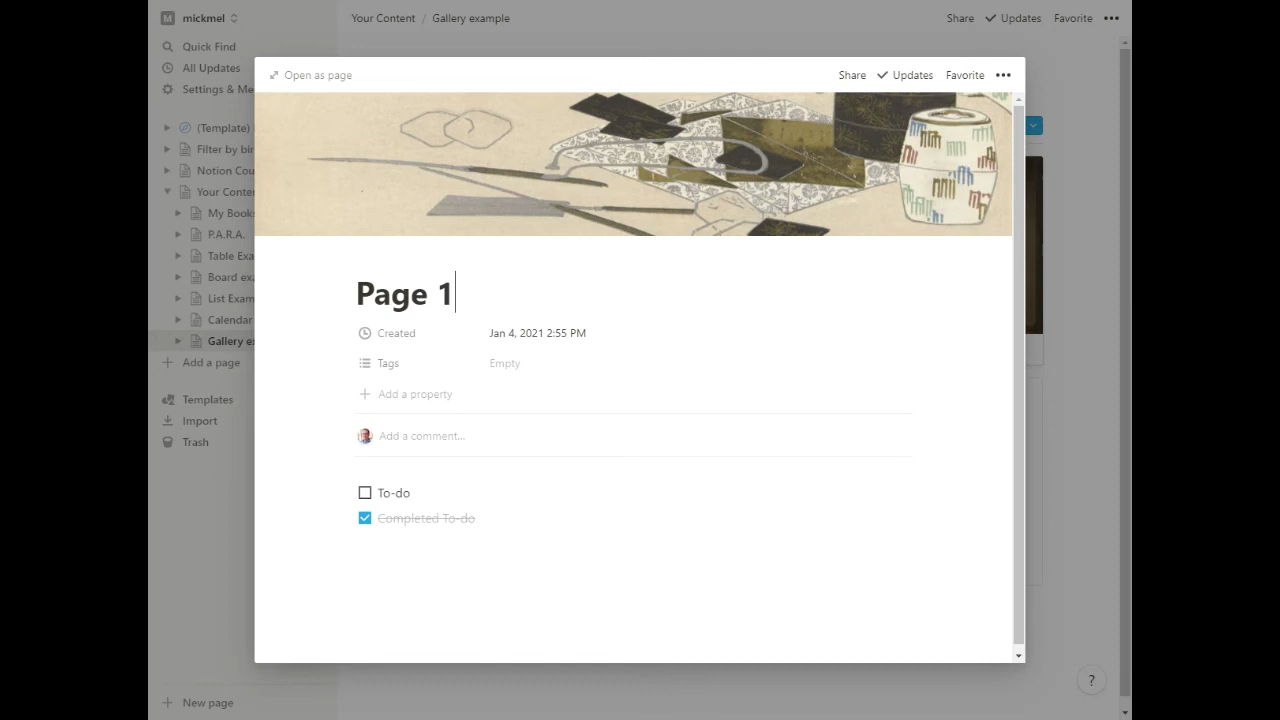 M mickmel
Your Content / Gallery example
Share Updates Favorite
Quick Find
All Updates
Settings & Me
(Template)
Filter by bir
Notion Cou
Your Conte
My Books
P.A.R.A.
Table Exa
Board exa
List Exam
Calendar
Gallery e
Add a page
Templates
Import
Trash
New page
Open as page
Share Updates Favorite
Page 1
Created Jan 4, 2021 2:55 PM
Tags Empty
Add a property
Add a comment...
To-do
Completed To-do
?